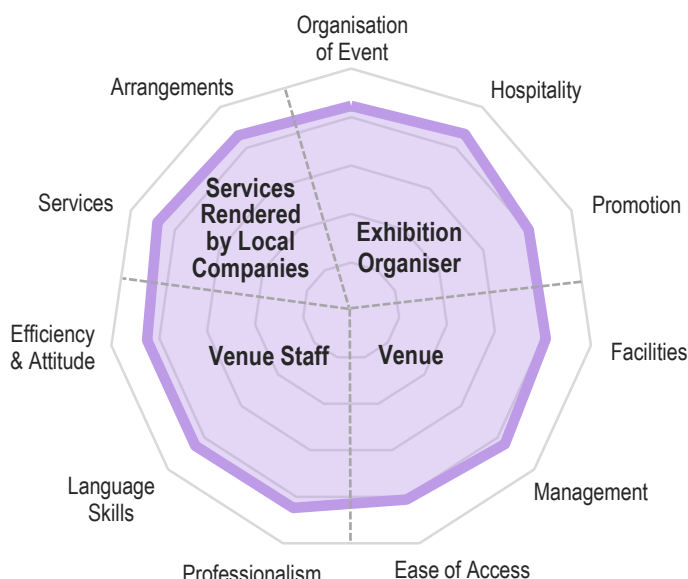 Organisation
of Event
Arrangements
Hospitality
Services
Rendered
by Local
Companies
Services
Promotion
Exhibition
Organiser
Efficiency
& Attitude
Venue Staff
Venue
Facilities
Language
Skills
Management
Professionalism
Ease of Access